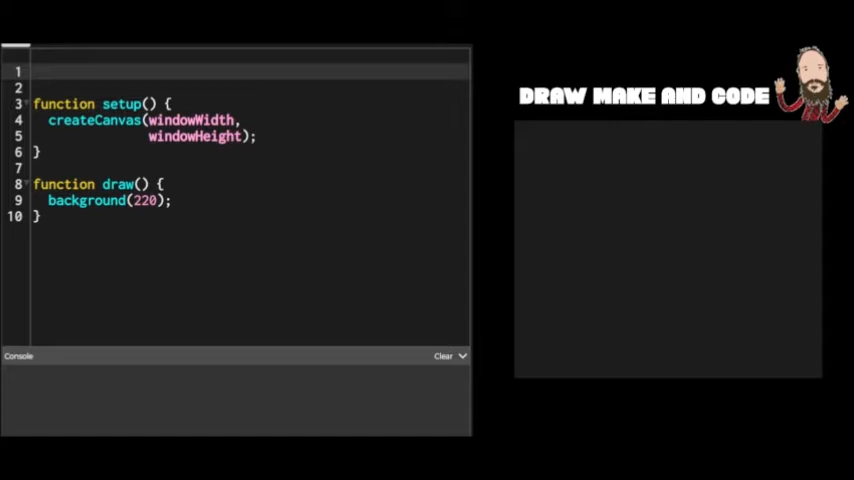 1
2
3 function setup() {
4 createCanvas(windowWidth,
5 windowHeight);
6 }
7
8 function draw() {
9 background(220);
10 }
Console
Clear
DRAW MAKE AND CODE